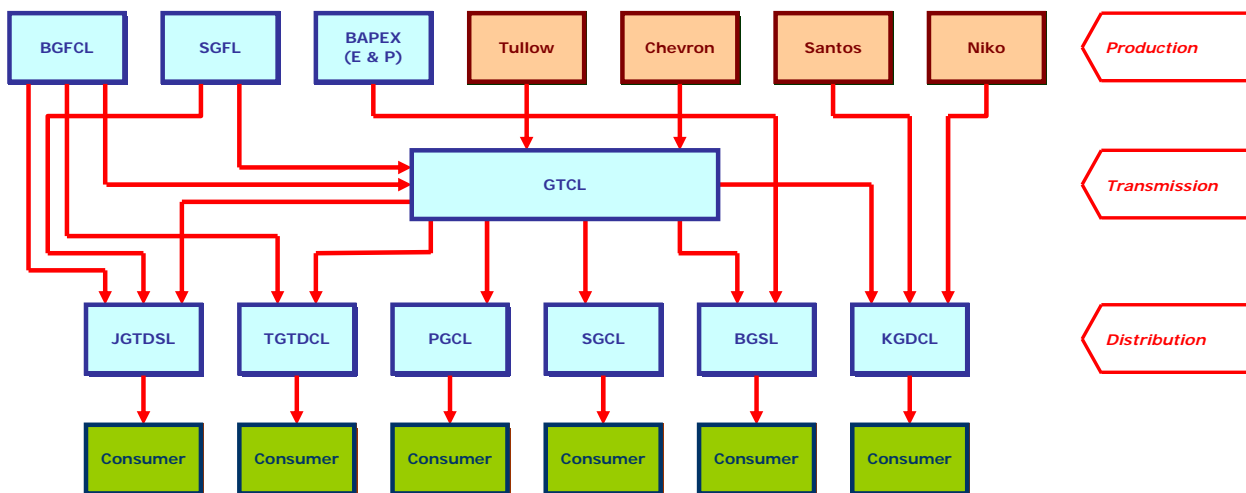 BGFCL
SGFL
BAPEX
(E & P)
Tullow
Chevron
Santos
Niko
Production
GTCL
Transmission
JGTDSL
TGTDCL
PGCL
SGCL
BGSL
KGDCL
Distribution
Consumer
Consumer
Consumer
Consumer
Consumer
Consumer